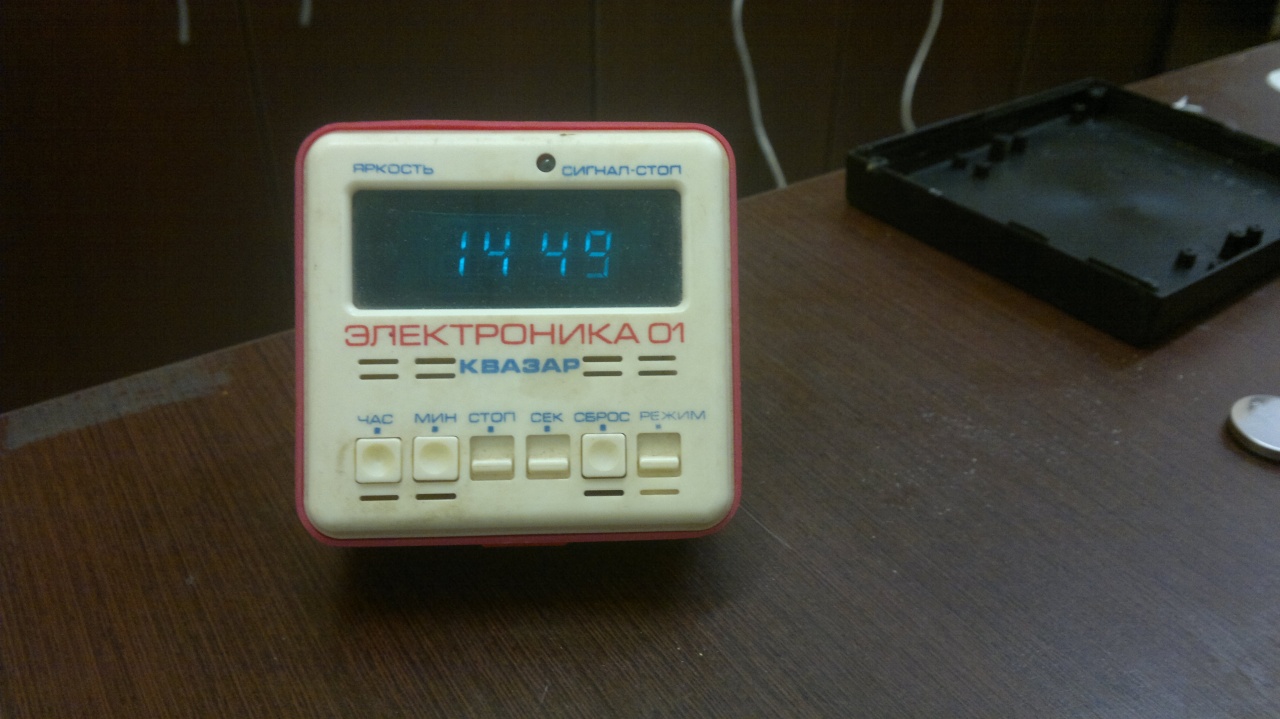 ЯРКОСТЬ СИГНАЛ-СТОП
14 49
ЭЛЕКТРОНИКА 01
КВАЗАР
ЧАС МИН СТОП СЕК СБРОС РЕЖИМ